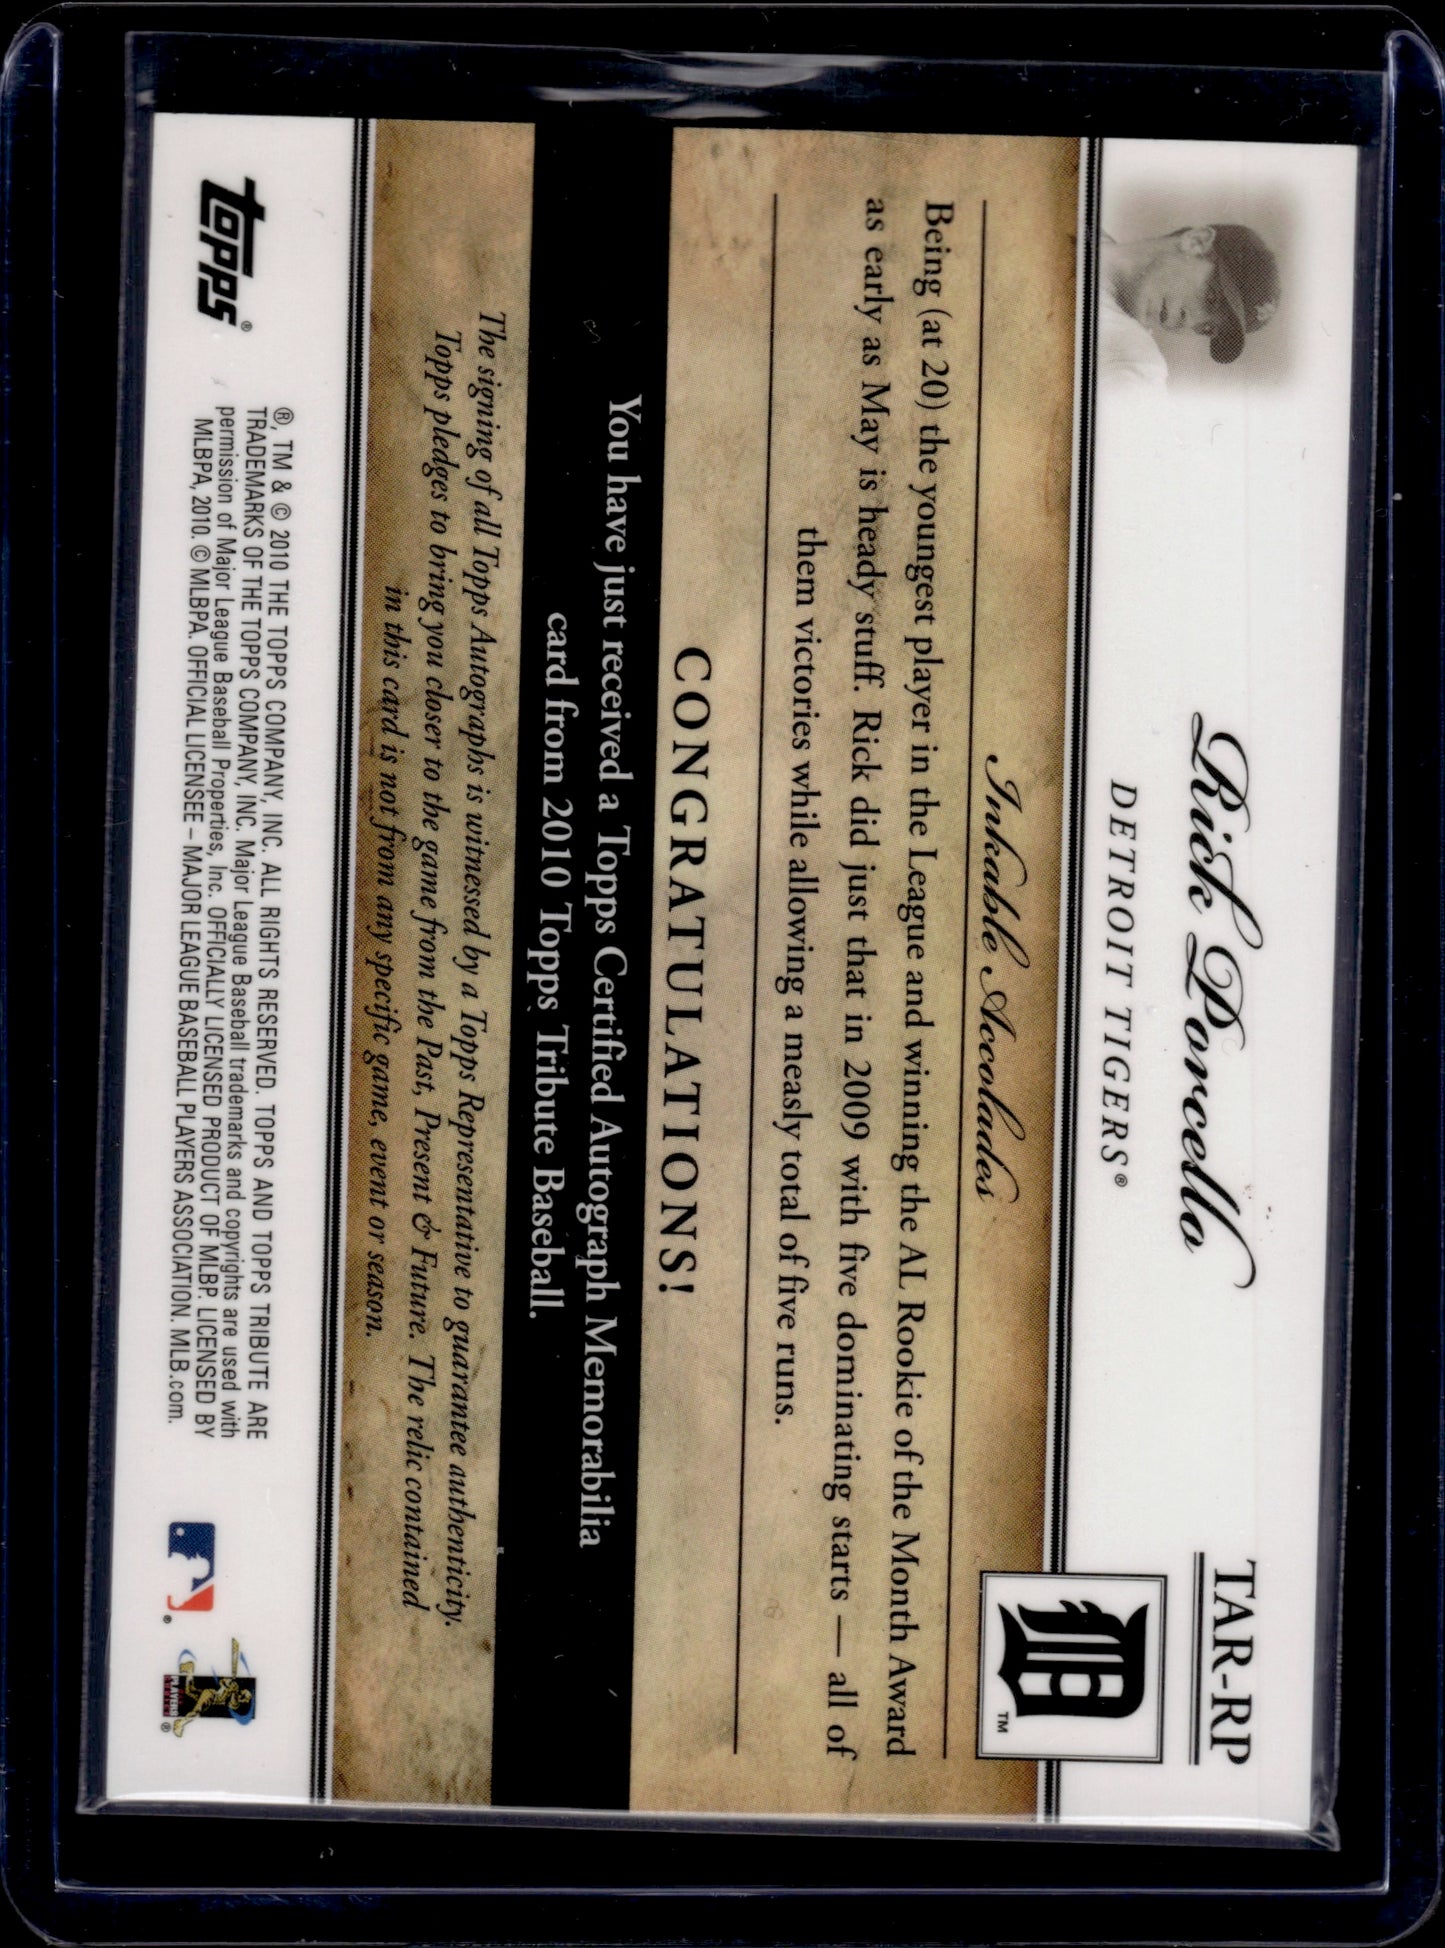 Rick Porcello
DETROIT TIGERS®
TAR-RP
D
TM
Inkable Accolades
Being (at 20) the youngest player in the League and winning the AL Rookie of the Month Award
as early as May is heady stuff. Rick did just that in 2009 with five dominating starts — all of
them victories while allowing a measly total of five runs.
CONGRATULATIONS!
You have just received a Topps Certified Autograph Memorabilia
card from 2010 Topps Tribute Baseball.
The signing of all Topps Autographs is witnessed by a Topps Representative to guarantee authenticity.
Topps pledges to bring you closer to the game from the Past, Present & Future. The relic contained
in this card is not from any specific game, event or season.
topps®
®, TM & © 2010 THE TOPPS COMPANY, INC. ALL RIGHTS RESERVED. TOPPS AND TOPPS TRIBUTE ARE
TRADEMARKS OF THE TOPPS COMPANY, INC. Major League Baseball trademarks and copyrights are used with
permission of Major League Baseball Properties, Inc. OFFICIALLY LICENSED PRODUCT OF MLBP. LICENSED BY
MLBPA, 2010. © MLBPA. OFFICIAL LICENSEE – MAJOR LEAGUE BASEBALL PLAYERS ASSOCIATION. MLB.com.
®
®